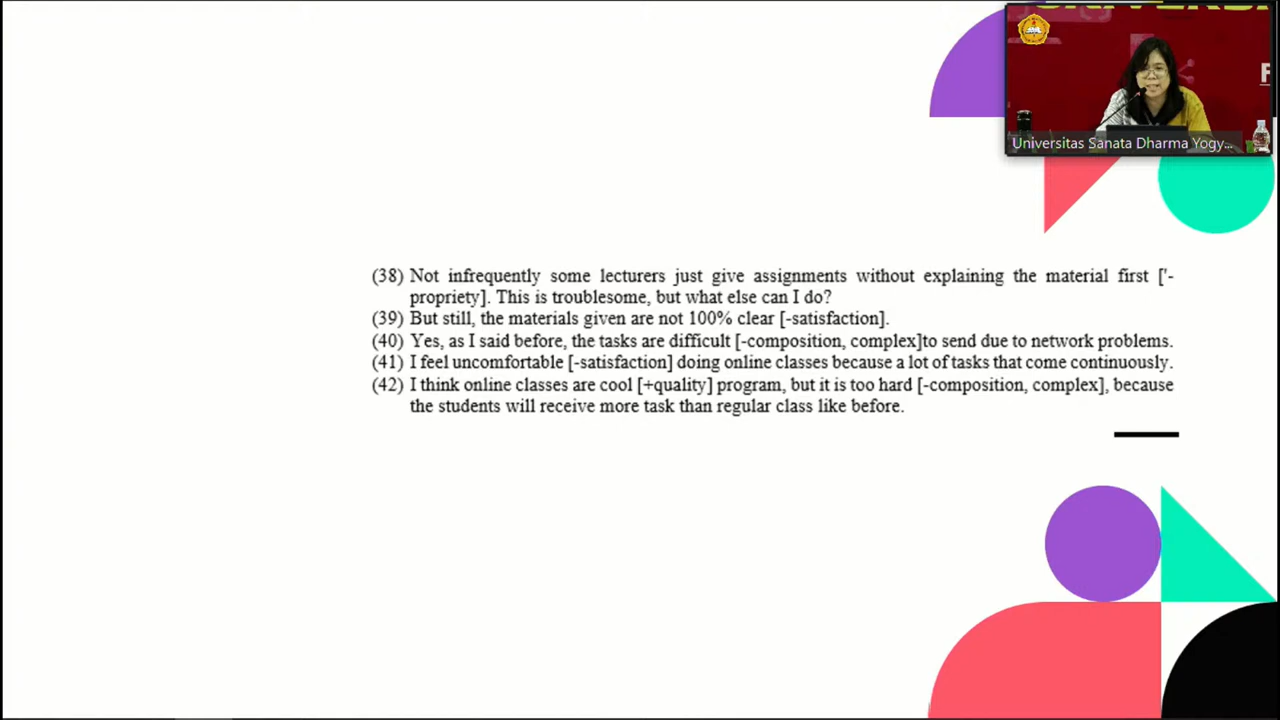 Universitas Sanata Dharma Yogy...
(38) Not infrequently some lecturers just give assignments without explaining the material first ['-
propriety]. This is troublesome, but what else can I do?
(39) But still, the materials given are not 100% clear [-satisfaction].
(40) Yes, as I said before, the tasks are difficult [-composition, complex]to send due to network problems.
(41) I feel uncomfortable [-satisfaction] doing online classes because a lot of tasks that come continuously.
(42) I think online classes are cool [+quality] program, but it is too hard [-composition, complex], because
the students will receive more task than regular class like before.